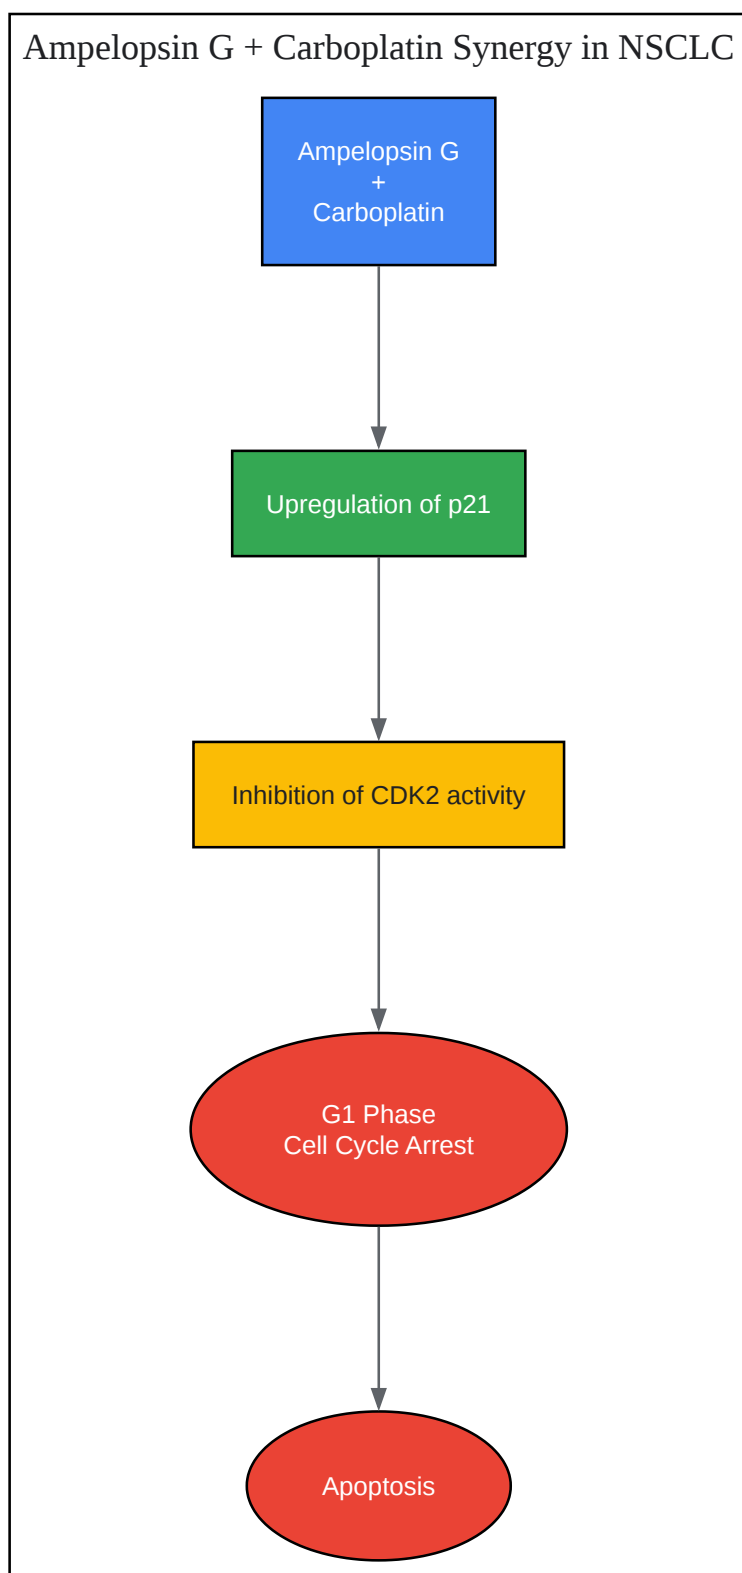 Ampelopsin G + Carboplatin Synergy in NSCLC
Ampelopsin G
+
Carboplatin
Upregulation of p21
Inhibition of CDK2 activity
G1 Phase
Cell Cycle Arrest
Apoptosis